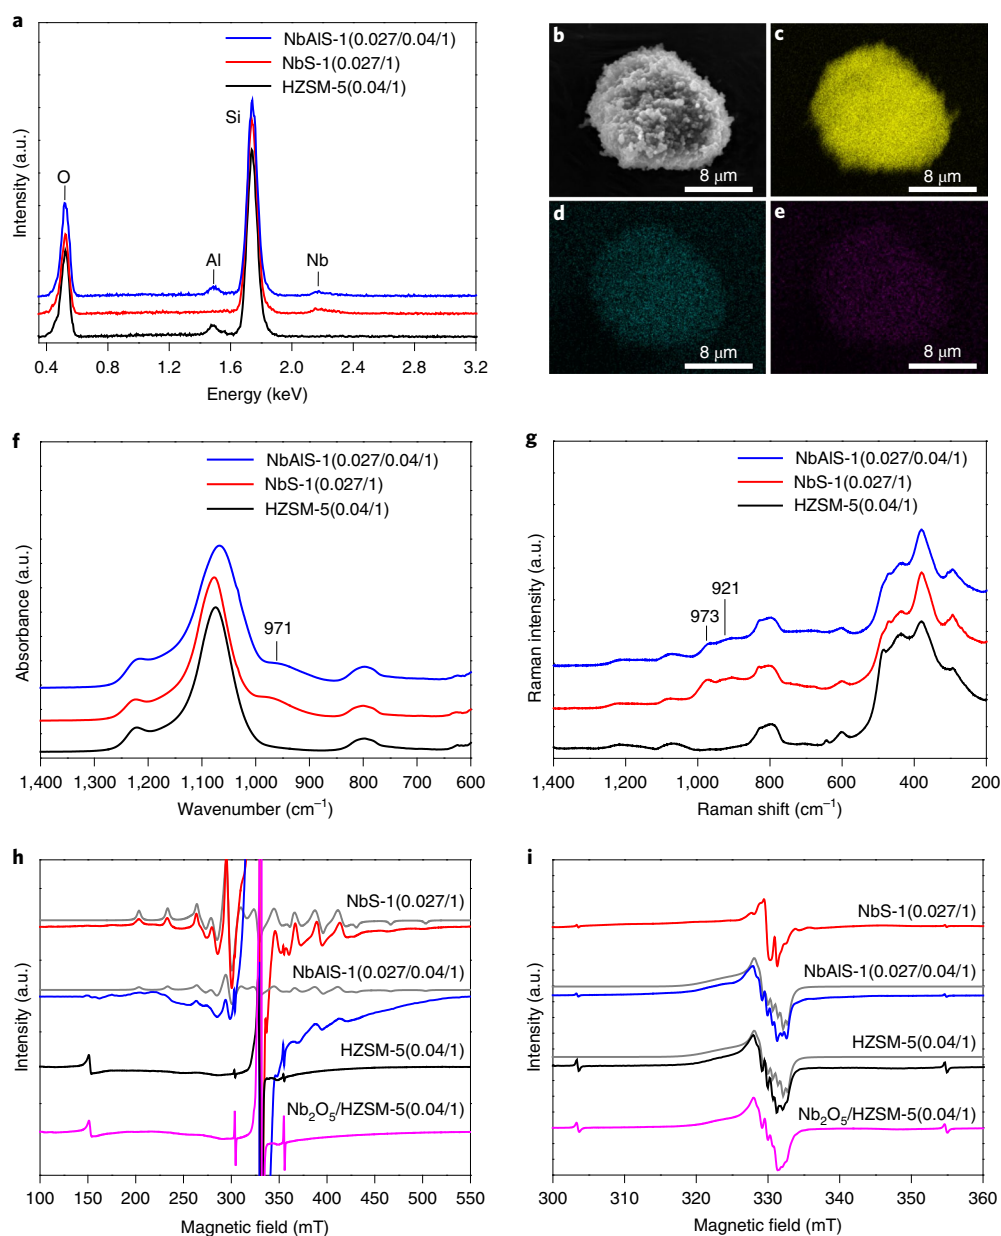 a
NbAlS-1(0.027/0.04/1)
NbS-1(0.027/1)
HZSM-5(0.04/1)
Si
O
Al
Nb
Intensity (a.u.)
0.4 0.8 1.2 1.6 2.0 2.4 2.8 3.2
Energy (keV)
b
8 μm
c
8 μm
d
8 μm
e
8 μm
f
NbAlS-1(0.027/0.04/1)
NbS-1(0.027/1)
HZSM-5(0.04/1)
971
Absorbance (a.u.)
1,400 1,300 1,200 1,100 1,000 900 800 700 600
Wavenumber (cm⁻¹)
g
NbAlS-1(0.027/0.04/1)
NbS-1(0.027/1)
HZSM-5(0.04/1)
921
973
Raman intensity (a.u.)
1,400 1,200 1,000 800 600 400 200
Raman shift (cm⁻¹)
h
NbS-1(0.027/1)
NbAlS-1(0.027/0.04/1)
HZSM-5(0.04/1)
Nb₂O₅/HZSM-5(0.04/1)
Intensity (a.u.)
100 150 200 250 300 350 400 450 500 550
Magnetic field (mT)
i
NbS-1(0.027/1)
NbAlS-1(0.027/0.04/1)
HZSM-5(0.04/1)
Nb₂O₅/HZSM-5(0.04/1)
Intensity (a.u.)
300 310 320 330 340 350 360
Magnetic field (mT)